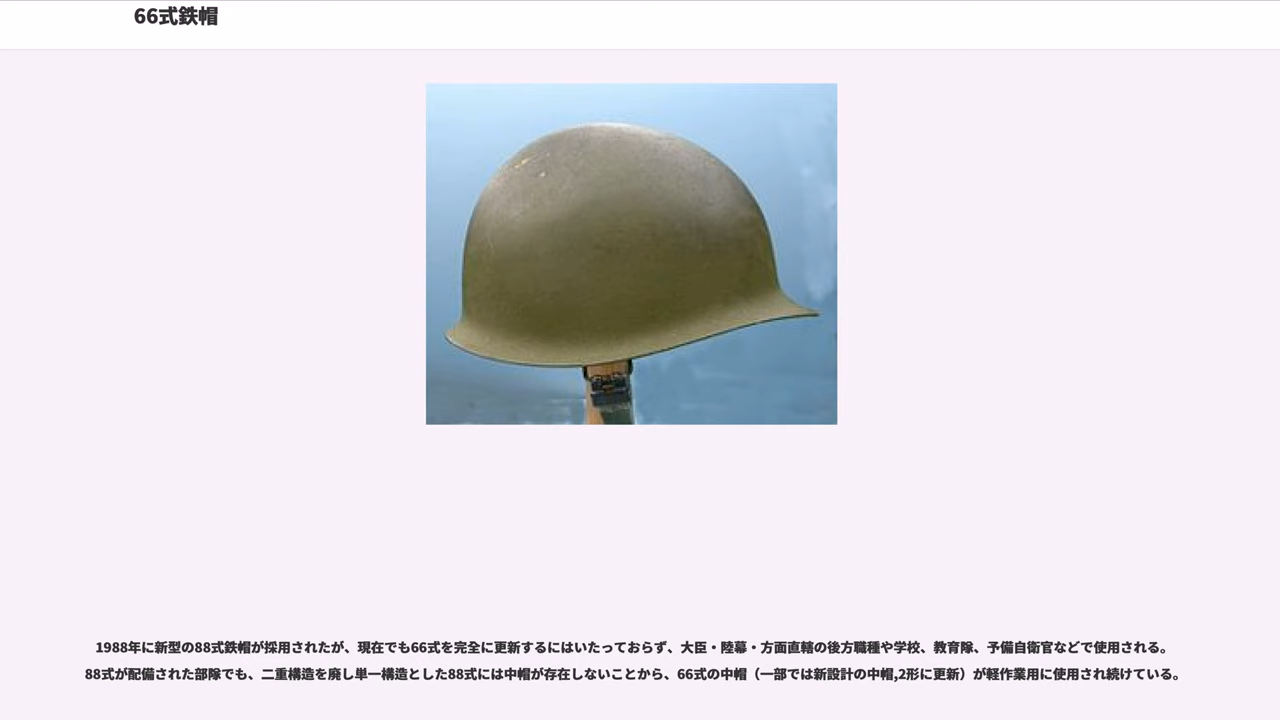 66式鉄帽
1988年に新型の88式鉄帽が採用されたが、現在でも66式を完全に更新するにはいたっておらず、大臣・陸幕・方面直轄の後方職種や学校、教育隊、予備自衛官などで使用される。
88式が配備された部隊でも、二重構造を廃し単一構造とした88式には中帽が存在しないことから、66式の中帽（一部では新設計の中帽,2形に更新）が軽作業用に使用され続けている。